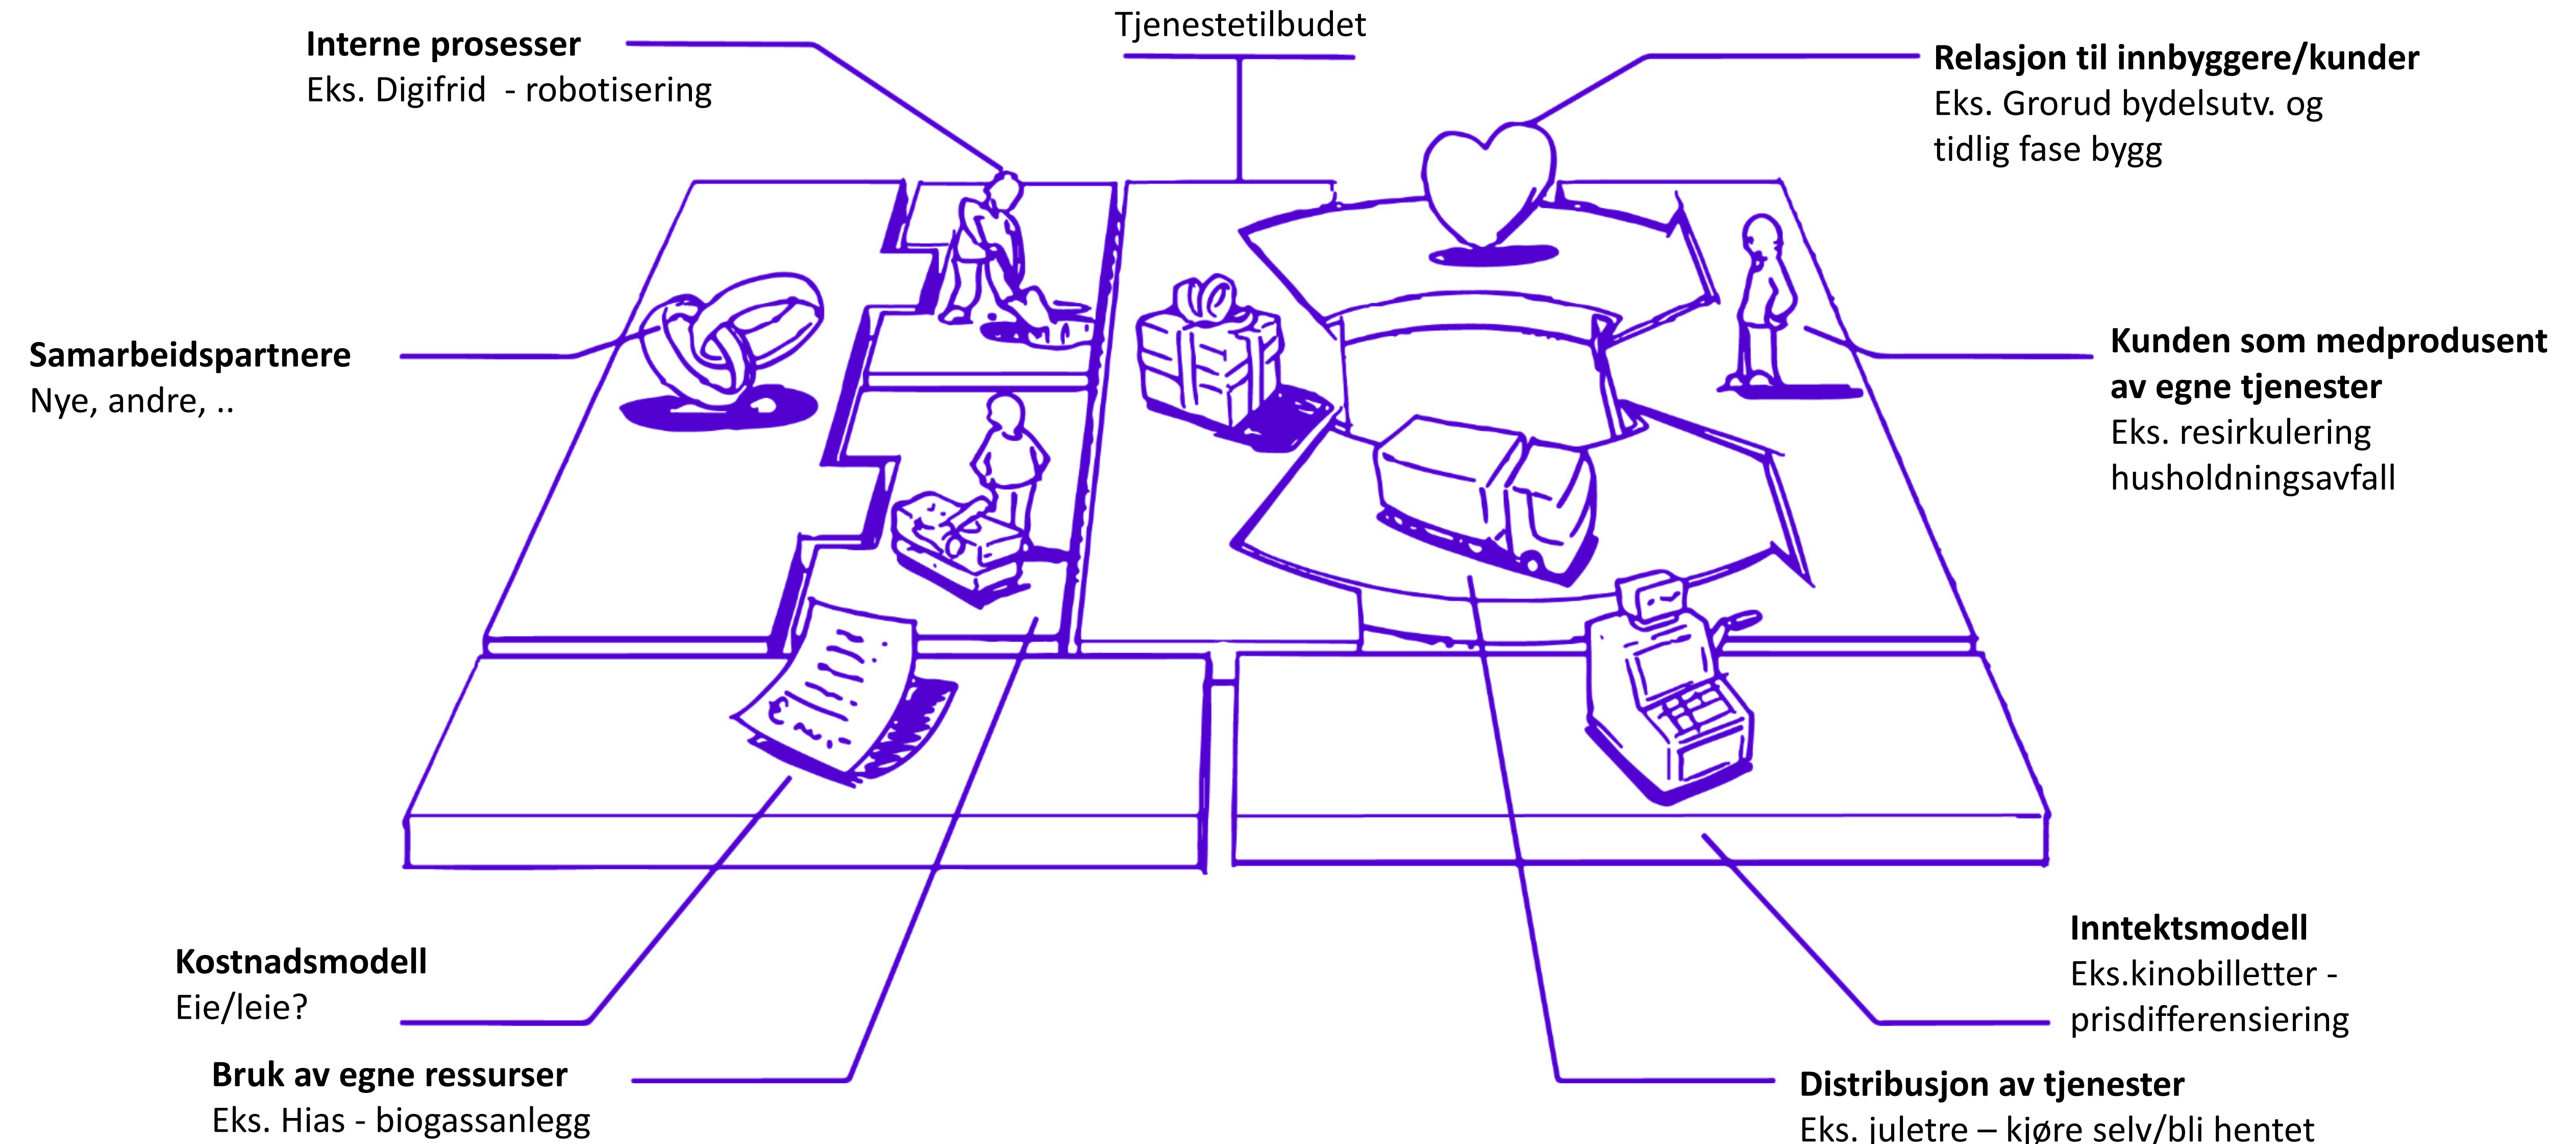 Tjenestetilbudet
Interne prosesser
Eks. Digifrid - robotisering
Relasjon til innbyggere/kunder
Eks. Grorud bydelsutv. og
tidlig fase bygg
Samarbeidspartnere
Nye, andre, ..
Kunden som medprodusent
av egne tjenester
Eks. resirkulering
husholdningsavfall
Kostnadsmodell
Eie/leie?
Inntektsmodell
Eks.kinobilletter -
prisdifferensiering
Bruk av egne ressurser
Eks. Hias - biogassanlegg
Distribusjon av tjenester
Eks. juletre – kjøre selv/bli hentet